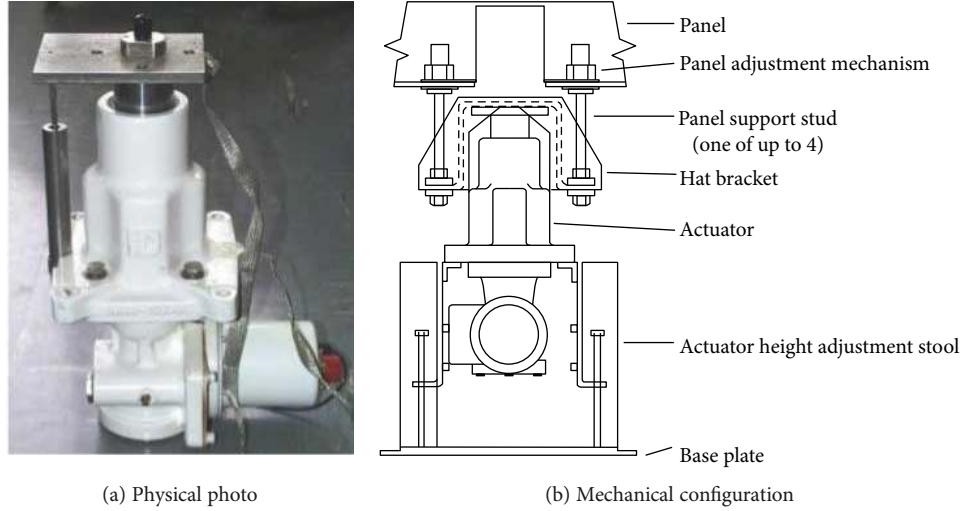 Panel
Panel adjustment mechanism
Panel support stud
(one of up to 4)
Hat bracket
Actuator
Actuator height adjustment stool
Base plate
(a) Physical photo
(b) Mechanical configuration